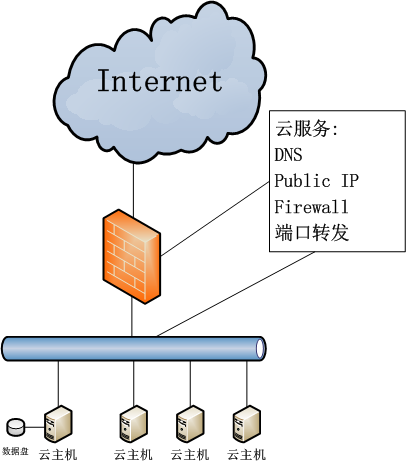 Internet
云服务:
DNS
Public IP
Firewall
端口转发
数据盘
云主机
云主机
云主机
云主机